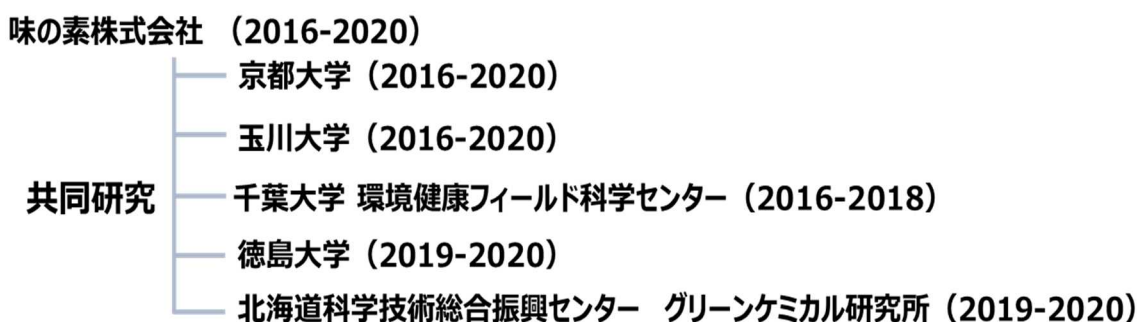 味の素株式会社 （2016-2020）
京都大学（2016-2020）
玉川大学（2016-2020）
共同研究
千葉大学 環境健康フィールド科学センター（2016-2018）
徳島大学（2019-2020）
北海道科学技術総合振興センター グリーンケミカル研究所（2019-2020）